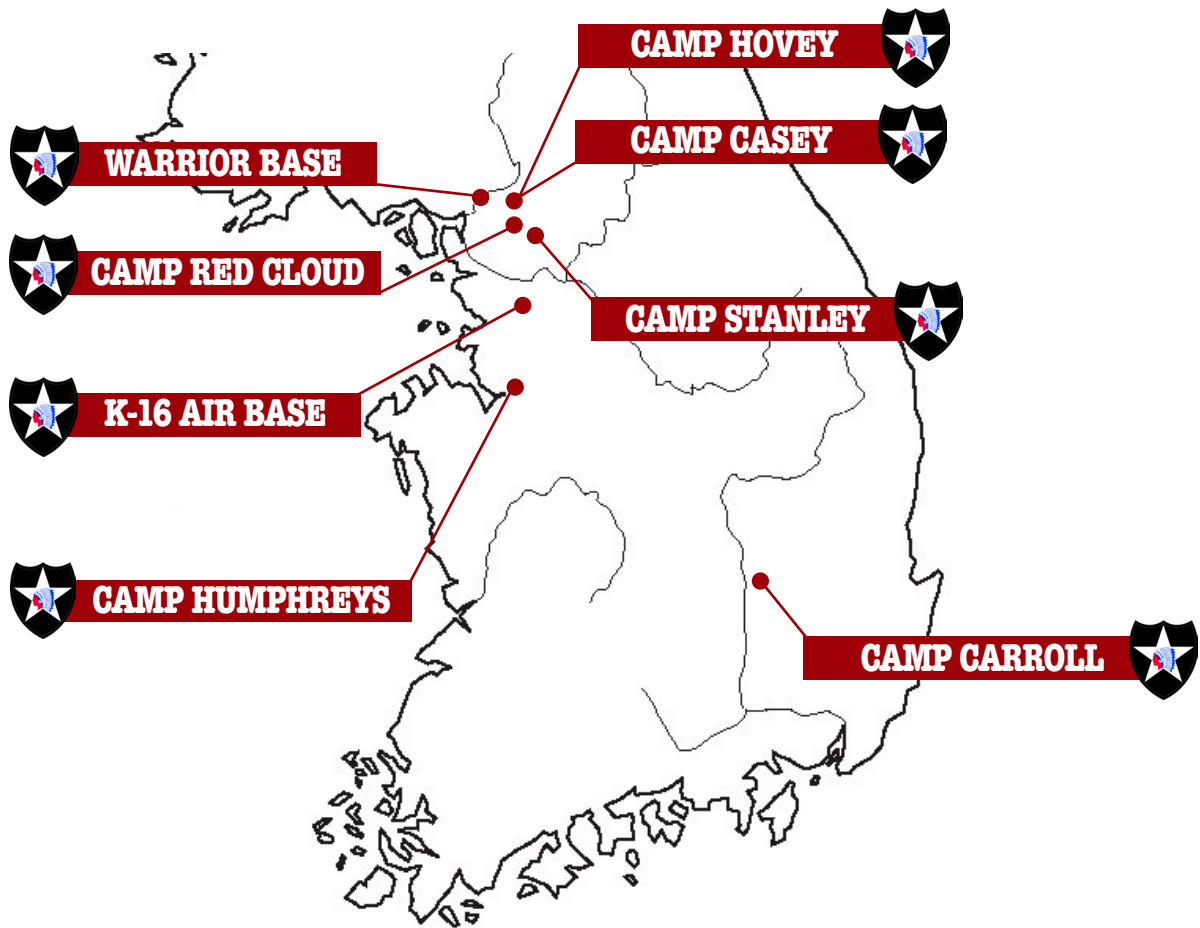 CAMP HOVEY
CAMP CASEY
WARRIOR BASE
CAMP RED CLOUD
CAMP STANLEY
K-16 AIR BASE
CAMP HUMPHREYS
CAMP CARROLL